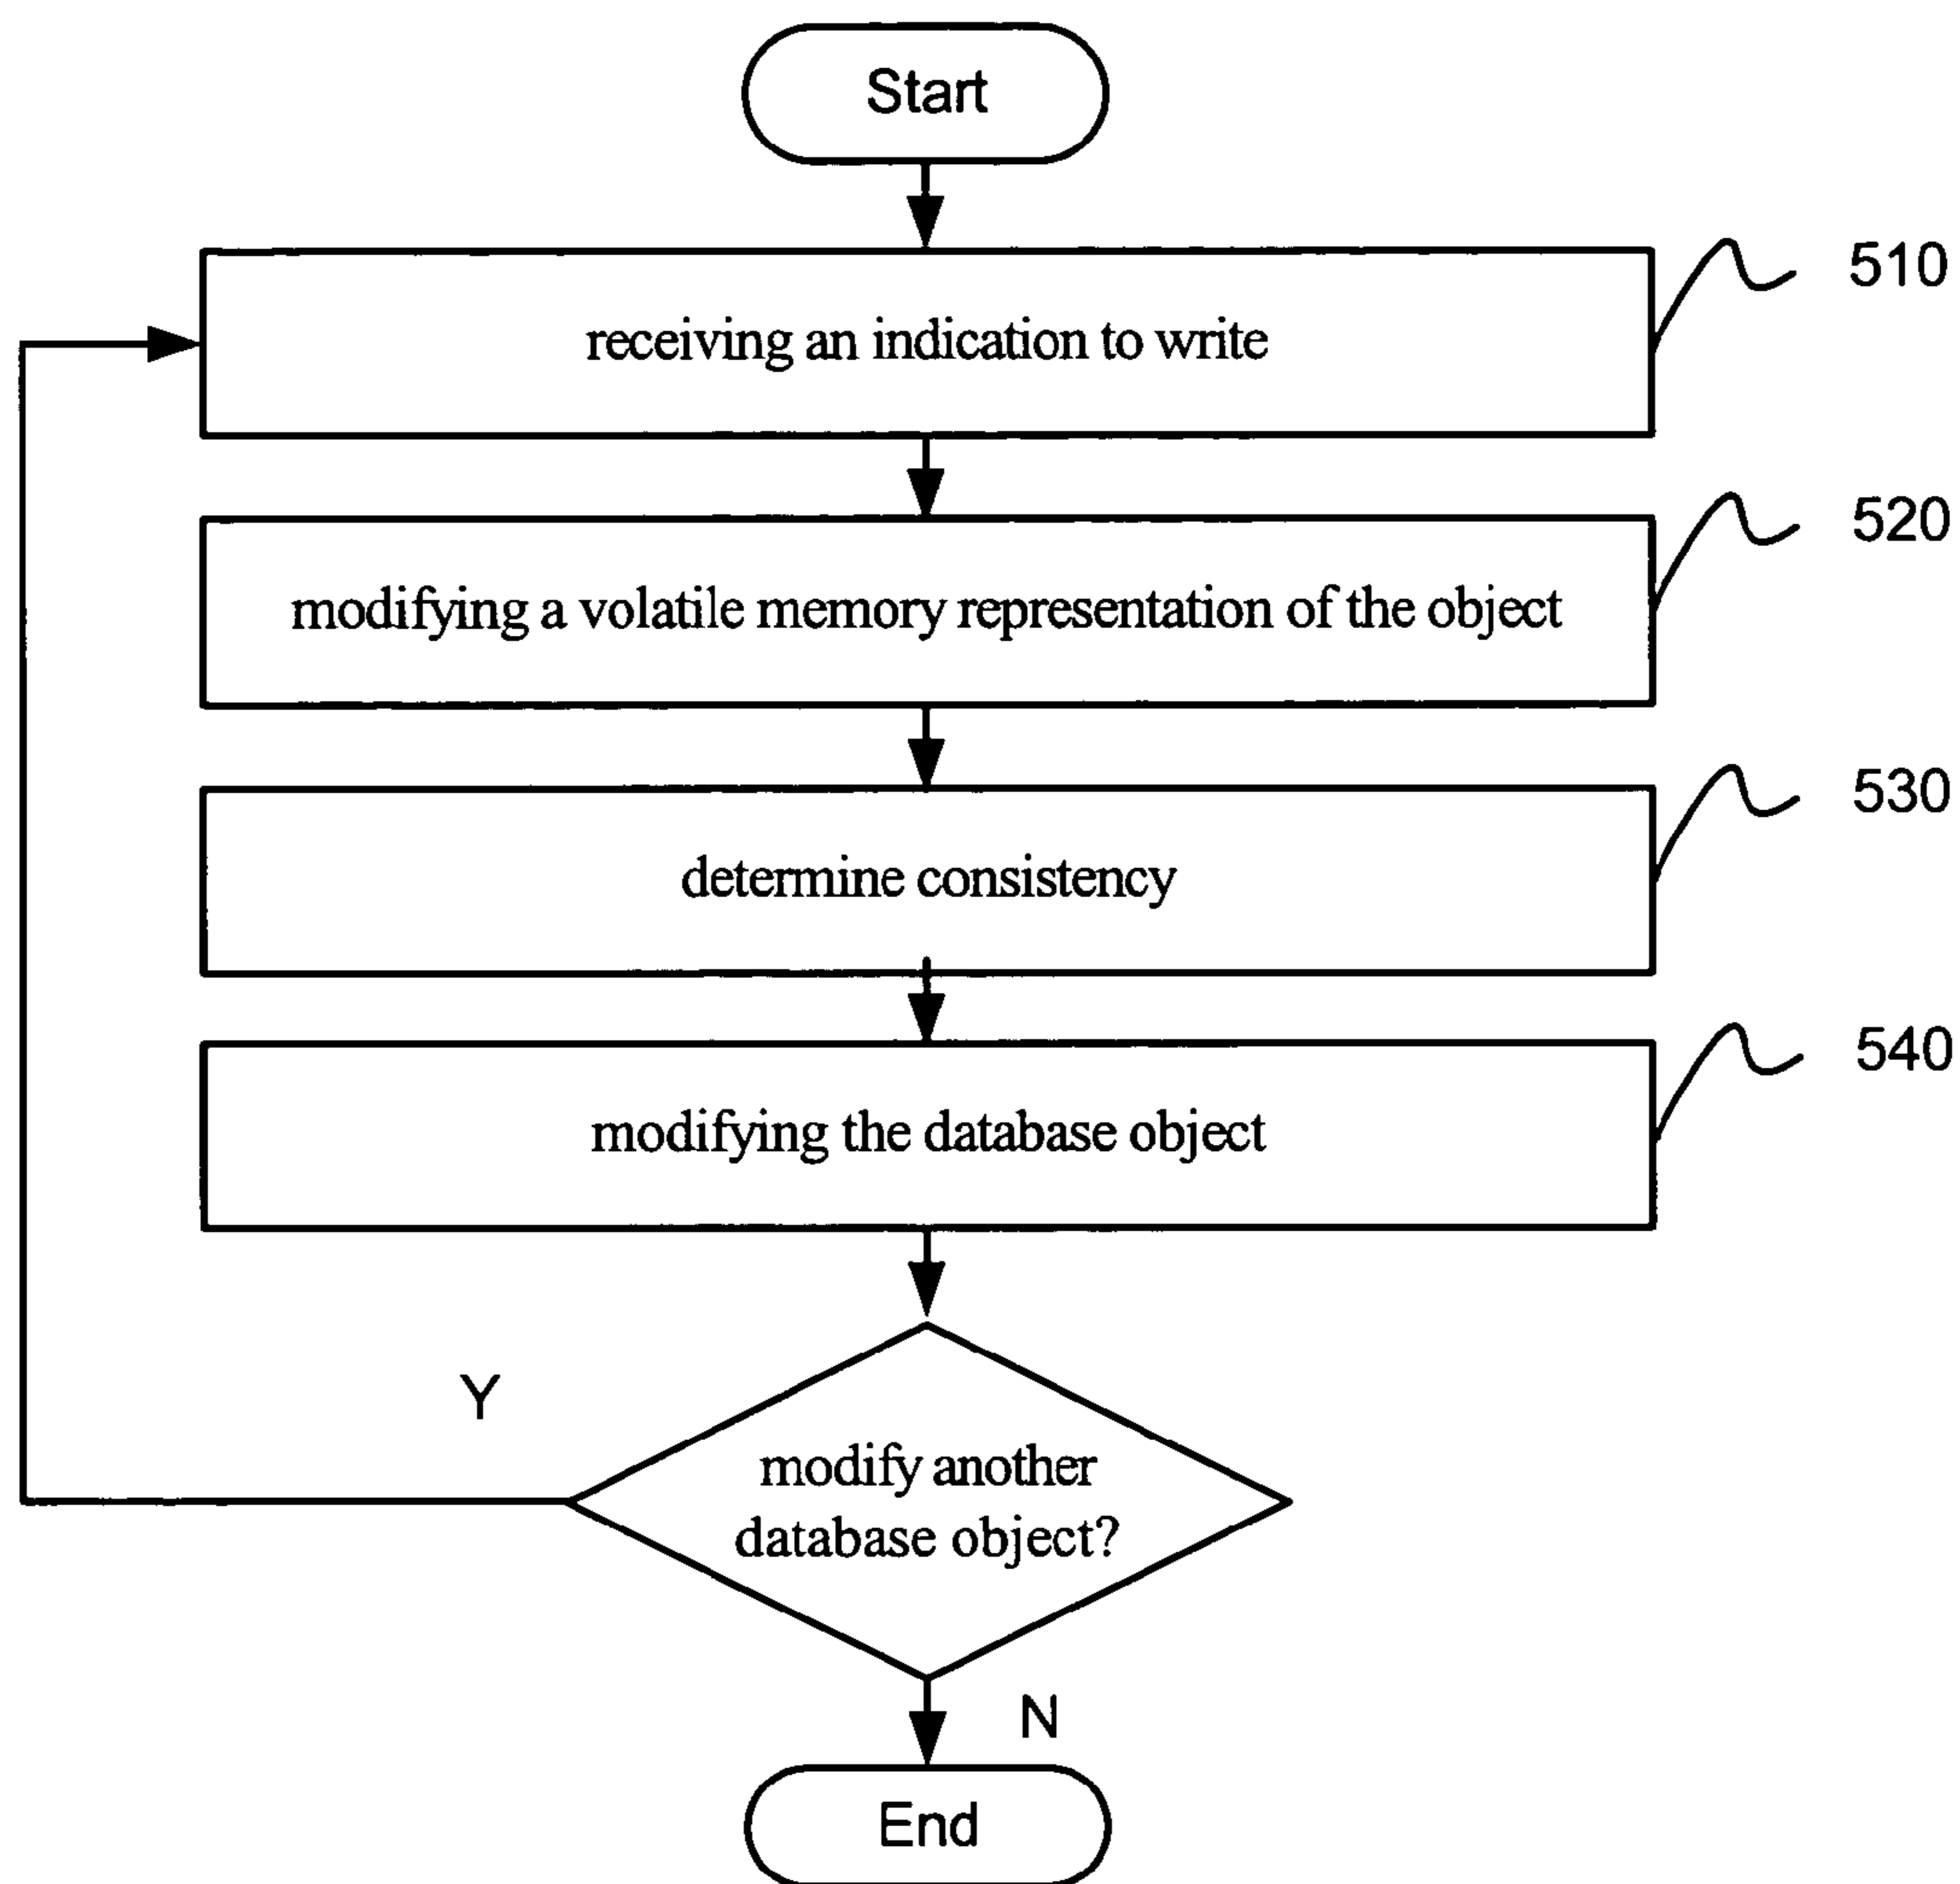 Start
510
receiving an indication to write
520
modifying a volatile memory representation of the object
530
determine consistency
540
modifying the database object
Y
modify another
database object?
N
End